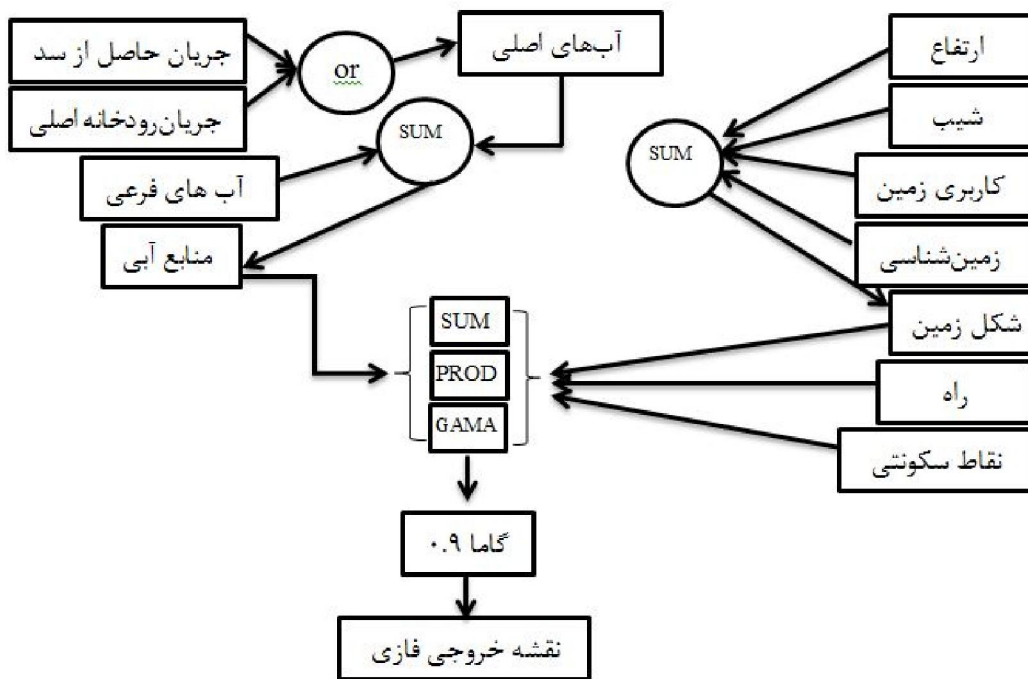 جریان حاصل از سد
جریان‌رودخانه اصلی
or
آب‌های اصلی
SUM
آب های فرعی
منابع آبی
ارتفاع
شیب
کاربری زمین
زمین‌شناسی
SUM
شکل زمین
راه
نقاط سکونتی
SUM
PROD
GAMA
گاما ۰.۹
نقشه خروجی فازی